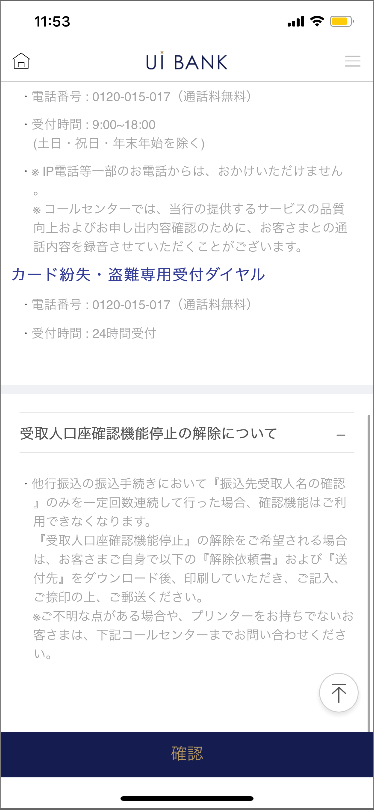 11:53
UI BANK
・電話番号 : 0120-015-017（通話料無料）
・受付時間 : 9:00~18:00
(土日・祝日・年末年始を除く)
・※ IP電話等一部のお電話からは、おかけいただけません
。
※ コールセンターでは、当行の提供するサービスの品質
向上およびお申し出内容確認のために、お客さまとの通
話内容を録音させていただくことがございます。
カード紛失・盗難専用受付ダイヤル
・電話番号 : 0120-015-017（通話料無料）
・受付時間 : 24時間受付
受取人口座確認機能停止の解除について
・他行振込の振込手続きにおいて『振込先受取人名の確認
』のみを一定回数連続して行った場合、確認機能はご利
用できなくなります。
『受取人口座確認機能停止』の解除をご希望される場合
は、お客さまご自身で以下の『解除依頼書』および『送
付先』をダウンロード後、印刷していただき、ご記入、
ご捺印の上、ご郵送ください。
※ご不明な点がある場合や、プリンターをお持ちでないお
客さまは、下記コールセンターまでお問い合わせくださ
い。
確認